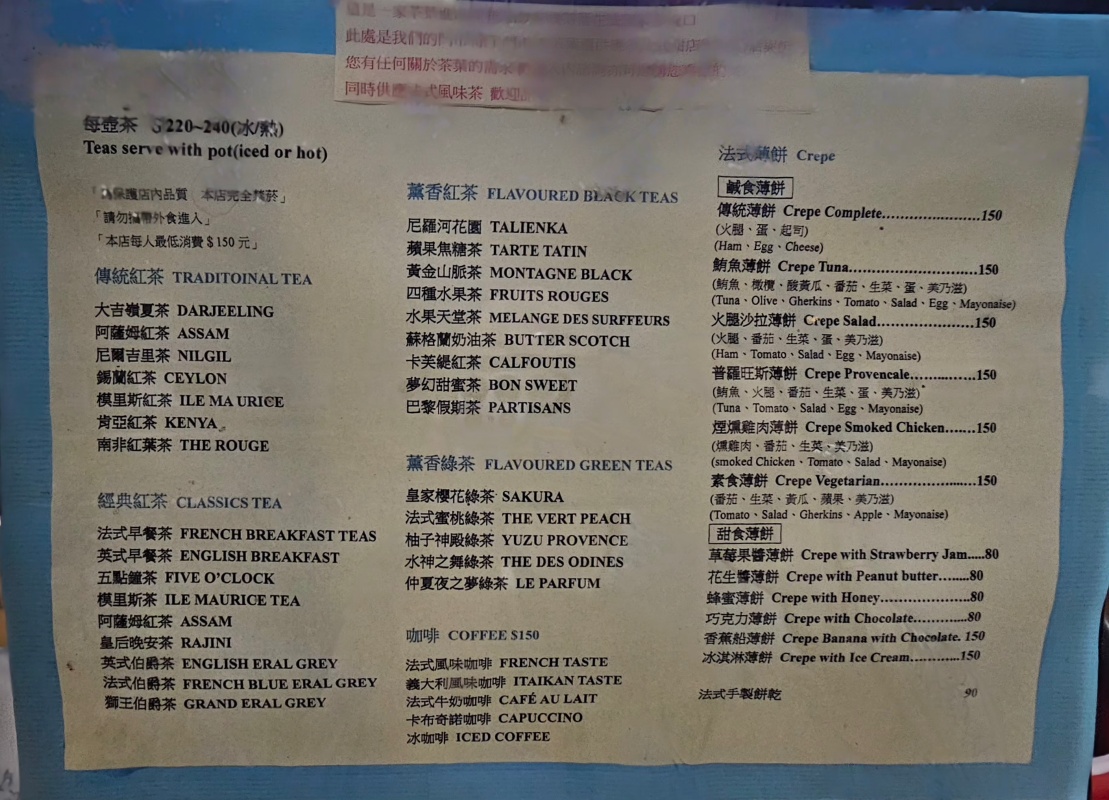 這是一家
此處是我們的門市
您有任何關於茶葉的需求
同時供應法式風味茶 歡迎
每壺茶 $220~240(冰/熱)
Teas serve with pot(iced or hot)
「為保護店內品質 本店完全禁菸」
「請勿攜帶外食進入」
「本店每人最低消費$150元」
傳統紅茶 TRADITOINAL TEA
大吉嶺夏茶 DARJEELING
阿薩姆紅茶 ASSAM
尼爾吉里茶 NILGIL
錫蘭紅茶 CEYLON
模里斯紅茶 ILE MA URICE
肯亞紅茶 KENYA
南非紅葉茶 THE ROUGE
經典紅茶 CLASSICS TEA
法式早餐茶 FRENCH BREAKFAST TEAS
英式早餐茶 ENGLISH BREAKFAST
五點鐘茶 FIVE O'CLOCK
模里斯茶 ILE MAURICE TEA
阿薩姆紅茶 ASSAM
皇后晚安茶 RAJINI
英式伯爵茶 ENGLISH ERAL GREY
法式伯爵茶 FRENCH BLUE ERAL GREY
獅王伯爵茶 GRAND ERAL GREY
薰香紅茶 FLAVOURED BLACK TEAS
尼羅河花園 TALIENKA
蘋果焦糖茶 TARTE TATIN
黃金山脈茶 MONTAGNE BLACK
四種水果茶 FRUITS ROUGES
水果天堂茶 MELANGE DES SURFFEURS
蘇格蘭奶油茶 BUTTER SCOTCH
卡芙緹紅茶 CALFOUTIS
夢幻甜蜜茶 BON SWEET
巴黎假期茶 PARTISANS
薰香綠茶 FLAVOURED GREEN TEAS
皇家櫻花綠茶 SAKURA
法式蜜桃綠茶 THE VERT PEACH
柚子神殿綠茶 YUZU PROVENCE
水神之舞綠茶 THE DES ODINES
仲夏夜之夢綠茶 LE PARFUM
咖啡 COFFEE $150
法式風味咖啡 FRENCH TASTE
義大利風味咖啡 ITAIKAN TASTE
法式牛奶咖啡 CAFÉ AU LAIT
卡布奇諾咖啡 CAPUCCINO
冰咖啡 ICED COFFEE
法式薄餅 Crepe
鹹食薄餅
傳統薄餅 Crepe Complete.....................150
(火腿、蛋、起司)
(Ham、Egg、Cheese)
鮪魚薄餅 Crepe Tuna...........................150
(鮪魚、橄欖、酸黃瓜、番茄、生菜、蛋、美乃滋)
(Tuna、Olive、Gherkins、Tomato、Salad、Egg、Mayonaise)
火腿沙拉薄餅 Crepe Salad....................150
(火腿、番茄、生菜、蛋、美乃滋)
(Ham、Tomato、Salad、Egg、Mayonaise)
普羅旺斯薄餅 Crepe Provencale..............150
(鮪魚、火腿、番茄、生菜、蛋、美乃滋)
(Tuna、Tomato、Salad、Egg、Mayonaise)
煙燻雞肉薄餅 Crepe Smoked Chicken.......150
(燻雞肉、番茄、生菜、美乃滋)
(smoked Chicken、Tomato、Salad、Mayonaise)
素食薄餅 Crepe Vegetarian.....................150
(番茄、生菜、黃瓜、蘋果、美乃滋)
(Tomato、Salad、Gherkins、Apple、Mayonaise)
甜食薄餅
草莓果醬薄餅 Crepe with Strawberry Jam.....80
花生醬薄餅 Crepe with Peanut butter.........80
蜂蜜薄餅 Crepe with Honey...................80
巧克力薄餅 Crepe with Chocolate............80
香蕉船薄餅 Crepe Banana with Chocolate. 150
冰淇淋薄餅 Crepe with Ice Cream...........150
法式手製餅乾 90